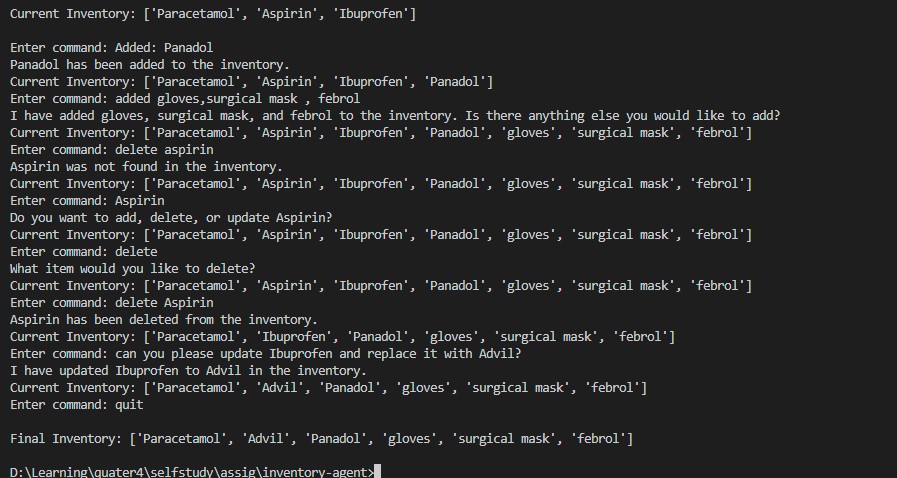 Current Inventory: ['Paracetamol', 'Aspirin', 'Ibuprofen']
Enter command: Added: Panadol
Panadol has been added to the inventory.
Current Inventory: ['Paracetamol', 'Aspirin', 'Ibuprofen', 'Panadol']
Enter command: added gloves,surgical mask , febrol
I have added gloves, surgical mask, and febrol to the inventory. Is there anything else you would like to add?
Current Inventory: ['Paracetamol', 'Aspirin', 'Ibuprofen', 'Panadol', 'gloves', 'surgical mask', 'febrol']
Enter command: delete aspirin
Aspirin was not found in the inventory.
Current Inventory: ['Paracetamol', 'Aspirin', 'Ibuprofen', 'Panadol', 'gloves', 'surgical mask', 'febrol']
Enter command: Aspirin
Do you want to add, delete, or update Aspirin?
Current Inventory: ['Paracetamol', 'Aspirin', 'Ibuprofen', 'Panadol', 'gloves', 'surgical mask', 'febrol']
Enter command: delete
What item would you like to delete?
Current Inventory: ['Paracetamol', 'Aspirin', 'Ibuprofen', 'Panadol', 'gloves', 'surgical mask', 'febrol']
Enter command: delete Aspirin
Aspirin has been deleted from the inventory.
Current Inventory: ['Paracetamol', 'Ibuprofen', 'Panadol', 'gloves', 'surgical mask', 'febrol']
Enter command: can you please update Ibuprofen and replace it with Advil?
I have updated Ibuprofen to Advil in the inventory.
Current Inventory: ['Paracetamol', 'Advil', 'Panadol', 'gloves', 'surgical mask', 'febrol']
Enter command: quit
Final Inventory: ['Paracetamol', 'Advil', 'Panadol', 'gloves', 'surgical mask', 'febrol']
D:\Learning\quater4\selfstudy\assig\inventory-agent>